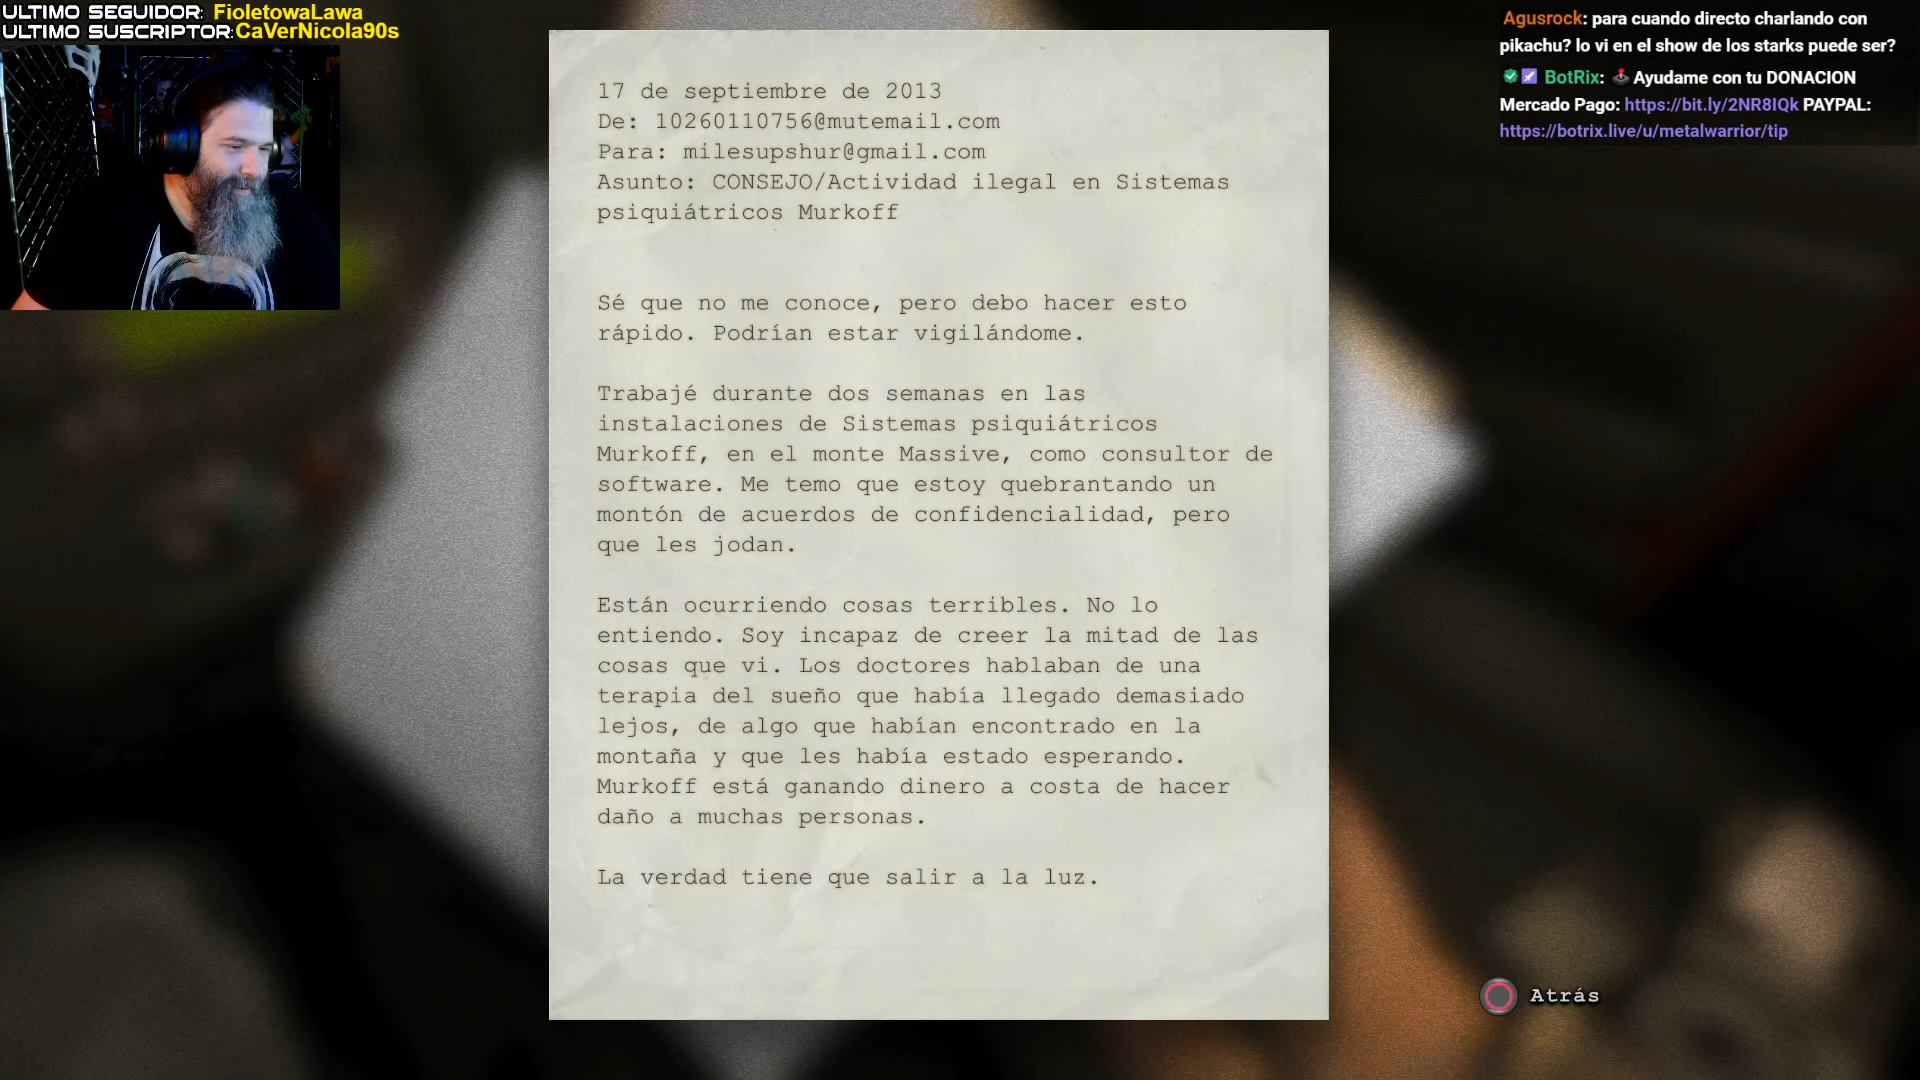 ULTIMO SEGUIDOR: FioletowaLawa
ULTIMO SUSCRIPTOR:CaVerNicola90s
17 de septiembre de 2013
De: 10260110756@mutemail.com
Para: milesupshur@gmail.com
Asunto: CONSEJO/Actividad ilegal en Sistemas
psiquiátricos Murkoff
Sé que no me conoce, pero debo hacer esto
rápido. Podrían estar vigilándome.
Trabajé durante dos semanas en las
instalaciones de Sistemas psiquiátricos
Murkoff, en el monte Massive, como consultor de
software. Me temo que estoy quebrantando un
montón de acuerdos de confidencialidad, pero
que les jodan.
Están ocurriendo cosas terribles. No lo
entiendo. Soy incapaz de creer la mitad de las
cosas que vi. Los doctores hablaban de una
terapia del sueño que había llegado demasiado
lejos, de algo que habían encontrado en la
montaña y que les había estado esperando.
Murkoff está ganando dinero a costa de hacer
daño a muchas personas.
La verdad tiene que salir a la luz.
Agusrock: para cuando directo charlando con
pikachu? lo vi en el show de los starks puede ser?
BotRix: Ayudame con tu DONACION
Mercado Pago: https://bit.ly/2NR8IQk PAYPAL:
https://botrix.live/u/metalwarrior/tip
Atrás